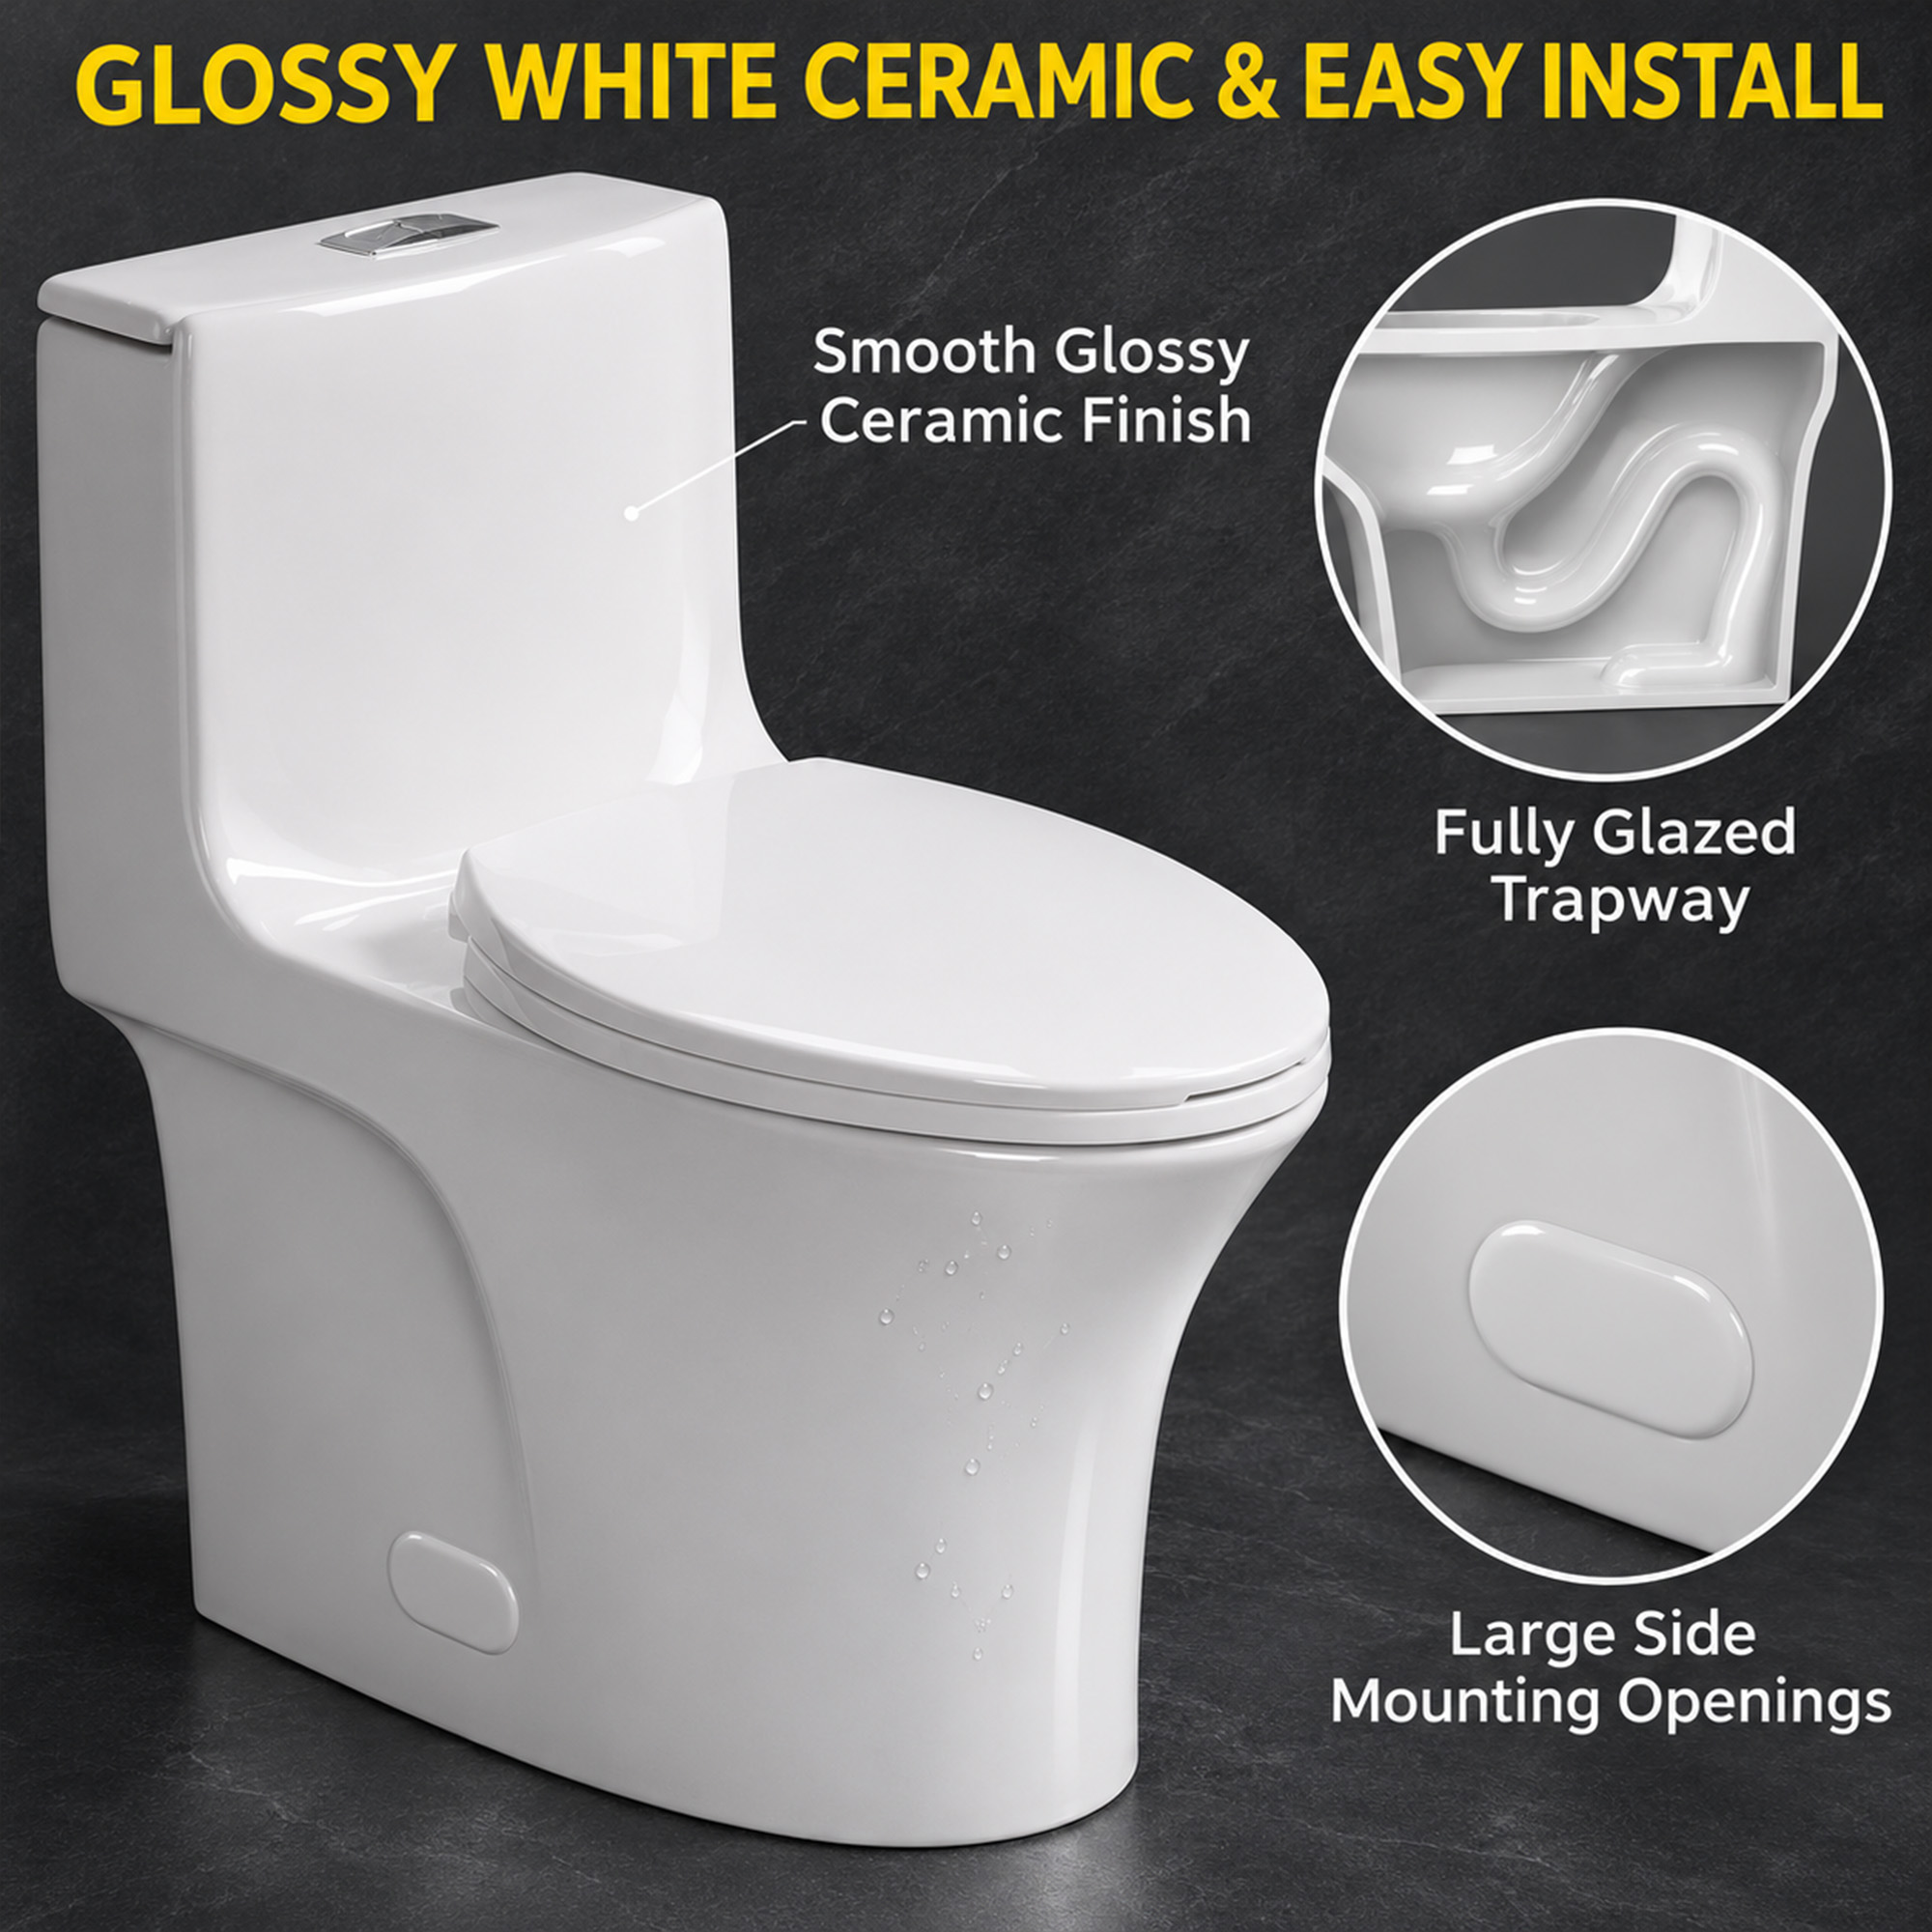 GLOSSY WHITE CERAMIC & EASY INSTALL
Smooth Glossy
Ceramic Finish
Fully Glazed
Trapway
Large Side
Mounting Openings